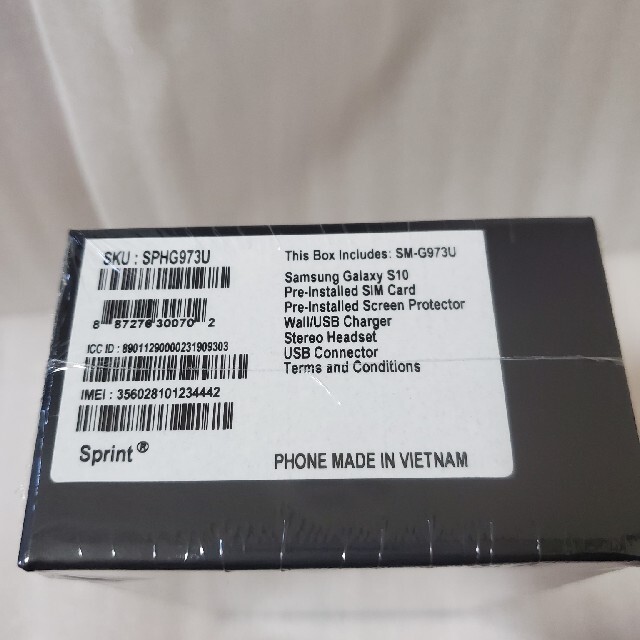 SKU : SPHG973U
8 87276 30070 2
ICC ID : 89011290000231909303
IMEI : 356028101234442
Sprint®
This Box Includes: SM-G973U
Samsung Galaxy S10
Pre-Installed SIM Card
Pre-Installed Screen Protector
Wall/USB Charger
Stereo Headset
USB Connector
Terms and Conditions
PHONE MADE IN VIETNAM